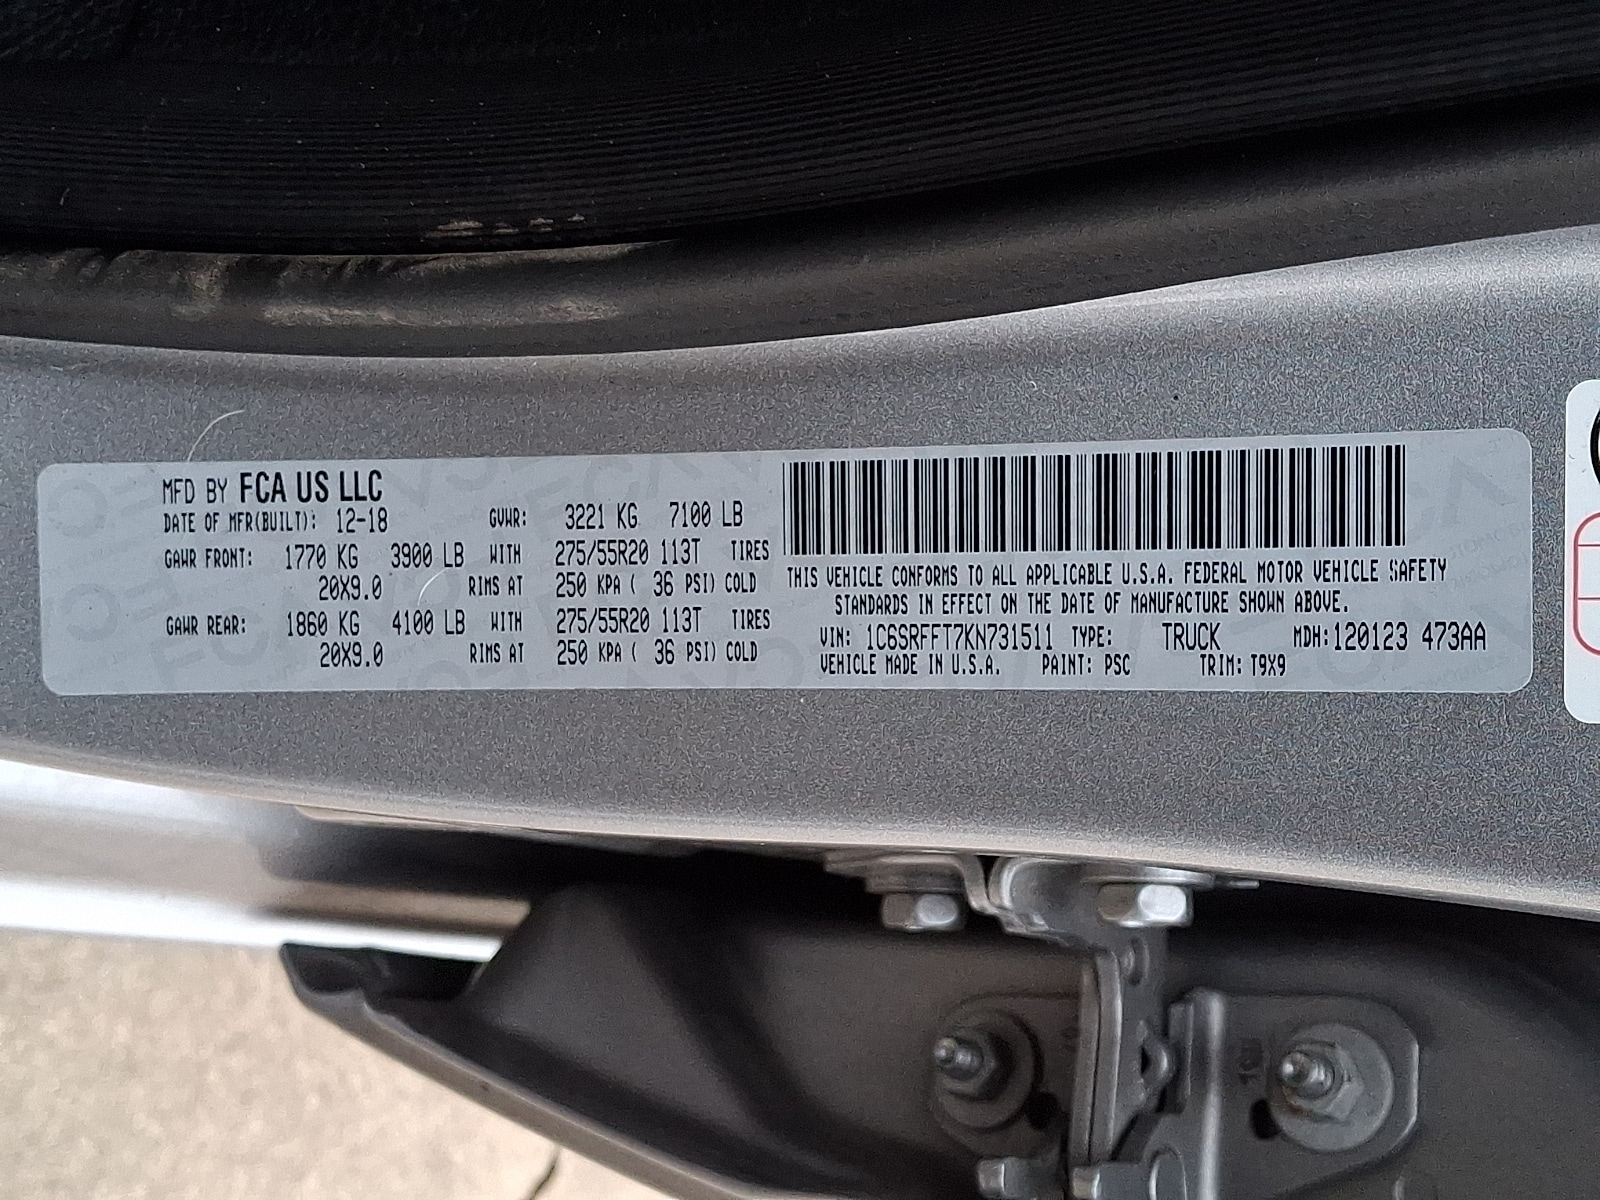 MFD BY FCA US LLC
DATE OF MFR(BUILT): 12-18 GVWR: 3221 KG 7100 LB
GAWR FRONT: 1770 KG 3900 LB WITH 275/55R20 113T TIRES
20X9.0 RIMS AT 250 KPA ( 36 PSI) COLD
GAWR REAR: 1860 KG 4100 LB WITH 275/55R20 113T TIRES
20X9.0 RIMS AT 250 KPA ( 36 PSI) COLD
THIS VEHICLE CONFORMS TO ALL APPLICABLE U.S.A. FEDERAL MOTOR VEHICLE SAFETY
STANDARDS IN EFFECT ON THE DATE OF MANUFACTURE SHOWN ABOVE.
VIN: 1C6SRFFT7KN731511 TYPE: TRUCK MDH: 120123 473AA
VEHICLE MADE IN U.S.A. PAINT: PSC TRIM: T9X9